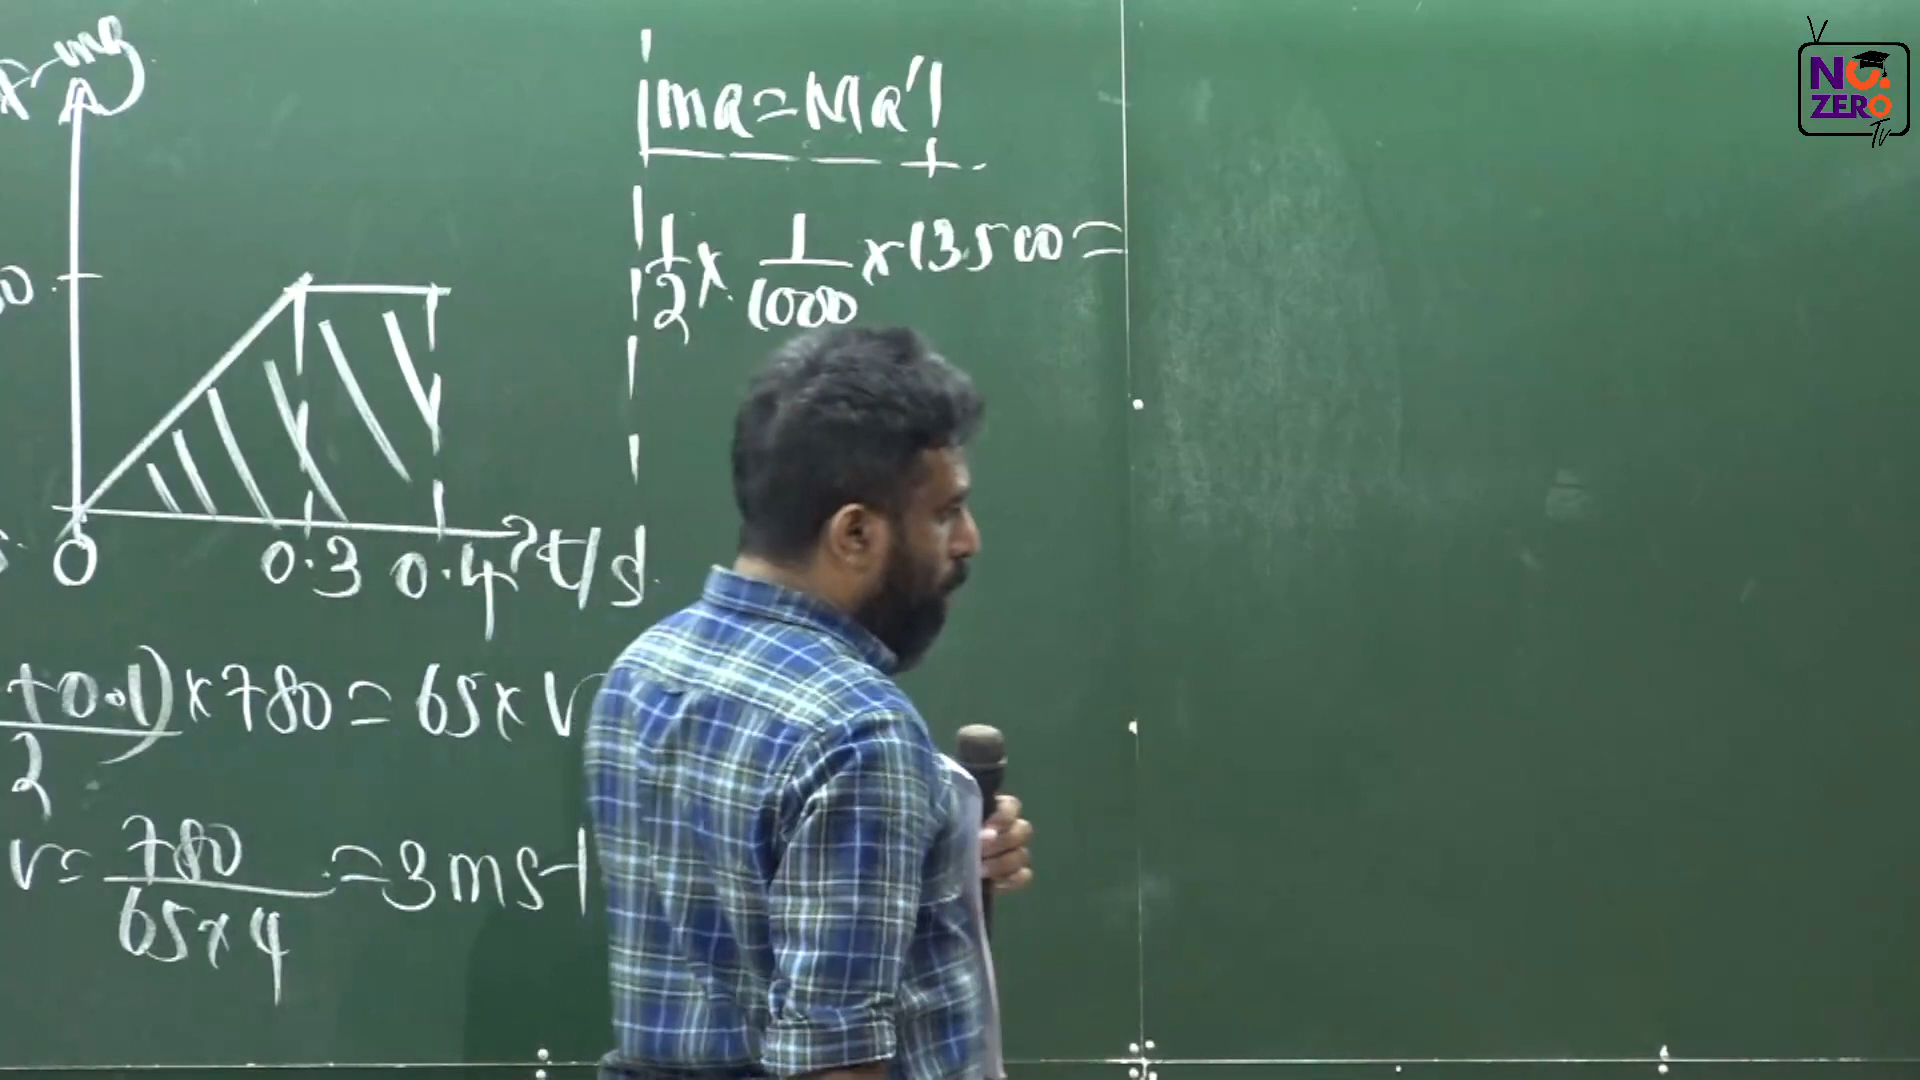 F-mg
0
0.3
0.4
t/s
+0.1) × 780 = 65 × V
2
V = 780 = 3 ms-1
65 × 4
ma = Ma'
1/2 × 1/1000 × 13500 =
NO.
ZERO
TV